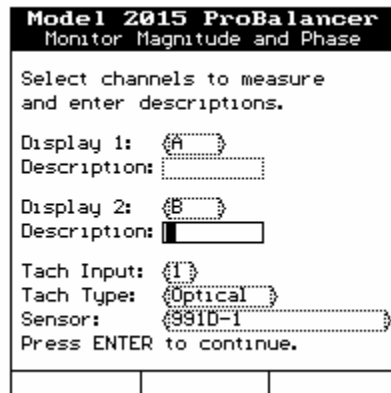 Model 2015 ProBalancer
Monitor Magnitude and Phase
Select channels to measure
and enter descriptions.
Display 1: {A }
Description:
Display 2: {B }
Description:
Tach Input: {1}
Tach Type: {Optical }
Sensor: {991D-1 }
Press ENTER to continue.